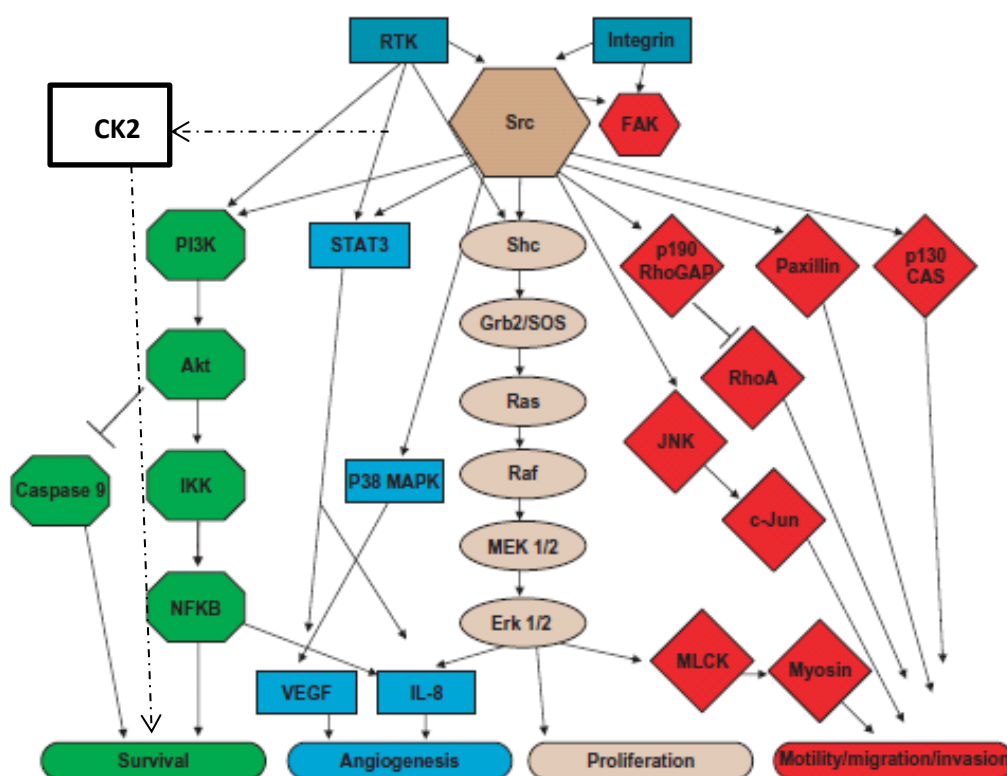 RTK
Integrin
CK2
Src
FAK
PI3K
STAT3
Shc
p190
RhoGAP
Paxillin
p130
CAS
Grb2/SOS
Akt
RhoA
Ras
JNK
Caspase 9
IKK
P38 MAPK
Raf
c-Jun
MEK 1/2
NFKB
Erk 1/2
MLCK
Myosin
VEGF
IL-8
Survival
Angiogenesis
Proliferation
Motility/migration/invasion